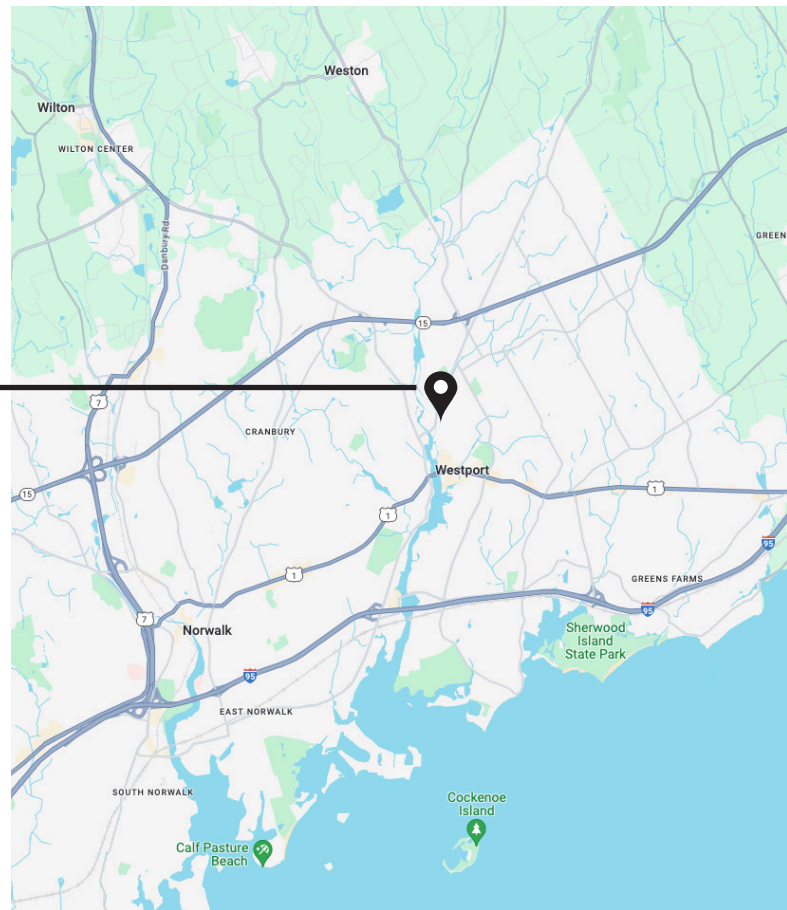 Weston
Wilton
WILTON CENTER
Danbury Rd
GREEN
15
7
CRANBURY
Westport
15
1
1
95
1
GREENS FARMS
95
7
Norwalk
Sherwood
Island
State Park
95
EAST NORWALK
SOUTH NORWALK
Cockenoe
Island
Calf Pasture
Beach